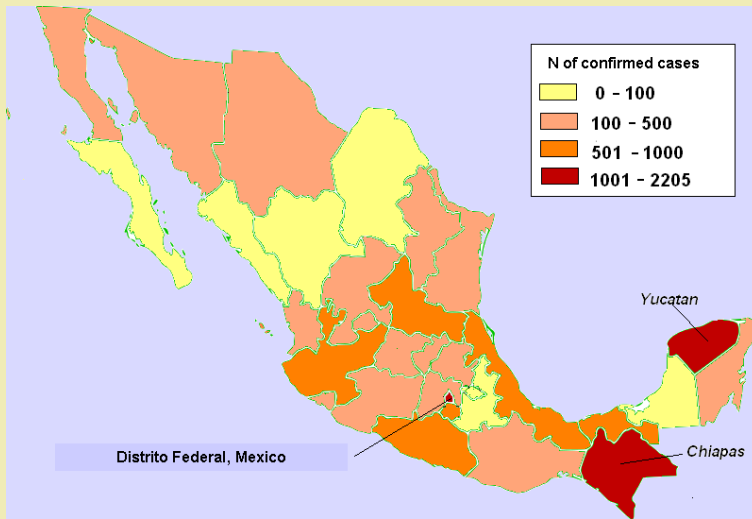 N of confirmed cases
0 - 100
100 - 500
501 - 1000
1001 - 2205
Yucatan
Chiapas
Distrito Federal, Mexico